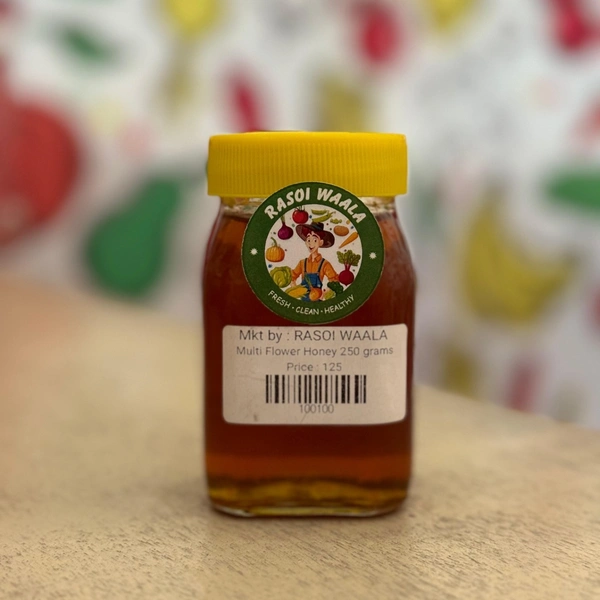 RASOI WAALA
FRESH - CLEAN - HEALTHY
Mkt by : RASOI WAALA
Multi Flower Honey 250 grams
Price : 125
100100